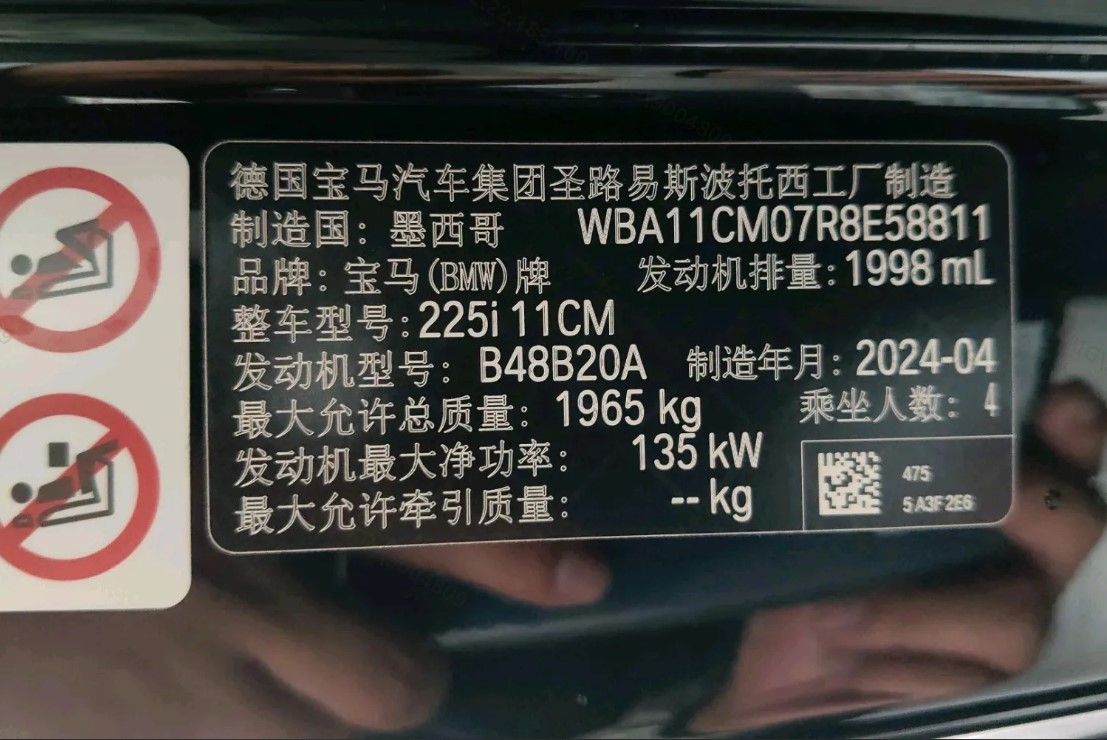 德国宝马汽车集团圣路易斯波托西工厂制造
制造国：墨西哥 WBA11CM07R8E58811
品牌：宝马(BMW)牌 发动机排量：1998 mL
整车型号：225i 11CM
发动机型号：B48B20A 制造年月：2024-04
最大允许总质量：1965 kg 乘坐人数：4
发动机最大净功率：135 kW
最大允许牵引质量：-- kg
475
5A3F2E6